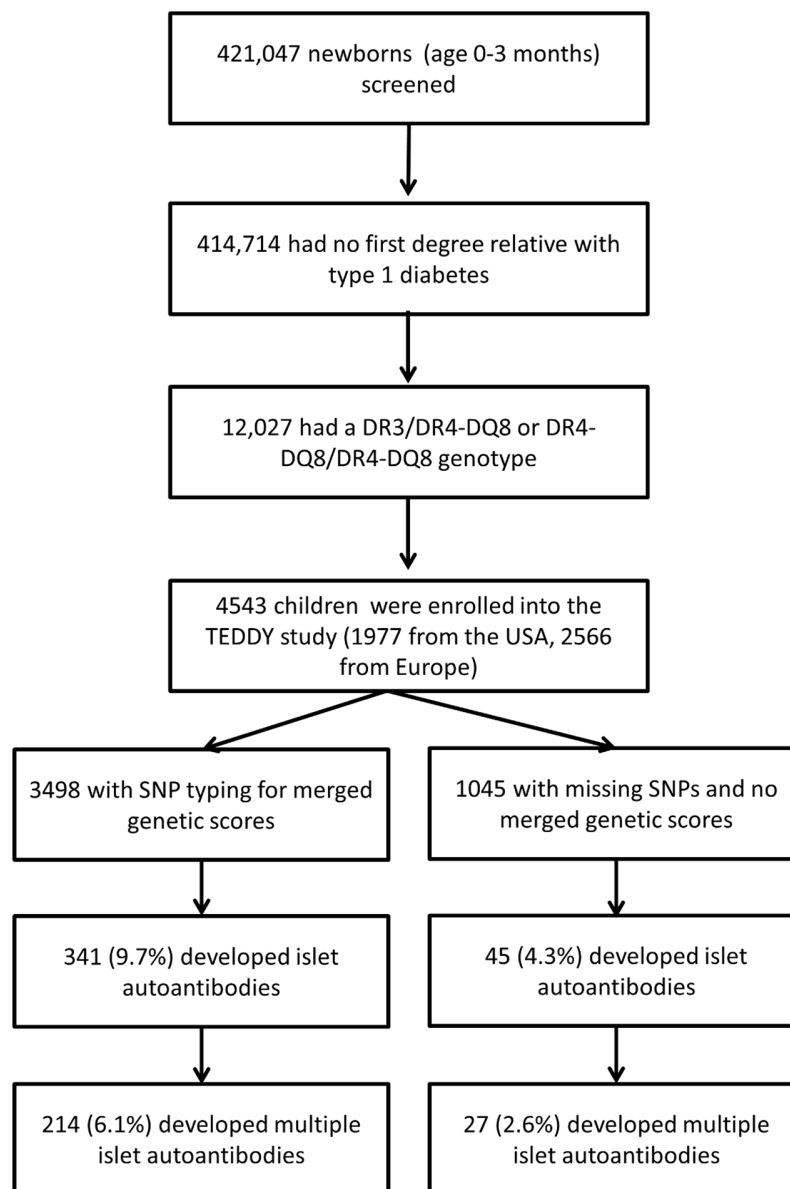 421,047 newborns (age 0-3 months)
screened
414,714 had no first degree relative with
type 1 diabetes
12,027 had a DR3/DR4-DQ8 or DR4-
DQ8/DR4-DQ8 genotype
4543 children were enrolled into the
TEDDY study (1977 from the USA, 2566
from Europe)
3498 with SNP typing for merged
genetic scores
1045 with missing SNPs and no
merged genetic scores
341 (9.7%) developed islet
autoantibodies
45 (4.3%) developed islet
autoantibodies
214 (6.1%) developed multiple
islet autoantibodies
27 (2.6%) developed multiple
islet autoantibodies